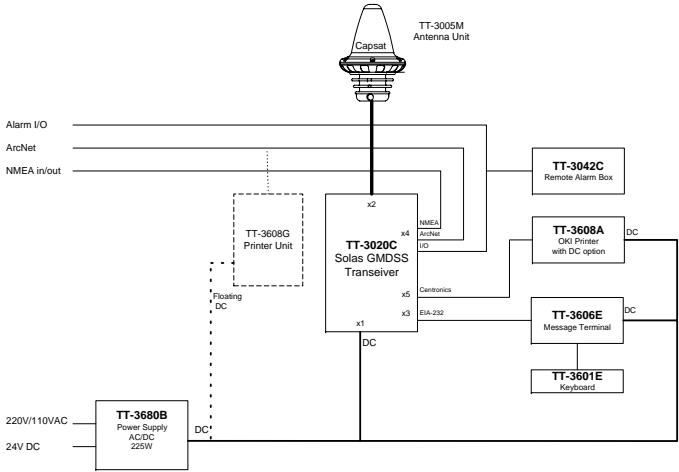 TT-3005M
Antenna Unit
Capsat
Alarm I/O
ArcNet
NMEA in/out
TT-3042C
Remote Alarm Box
TT-3608G
Printer Unit
x2
NMEA
x4
ArcNet
I/O
TT-3020C
Solas GMDSS
Transeiver
TT-3608A
OKI Printer
with DC option
DC
Floating
DC
x5
Centronics
x3
EIA-232
x1
DC
TT-3606E
Message Terminal
DC
TT-3601E
Keyboard
220V/110VAC
24V DC
TT-3680B
Power Supply
AC/DC
225W
DC